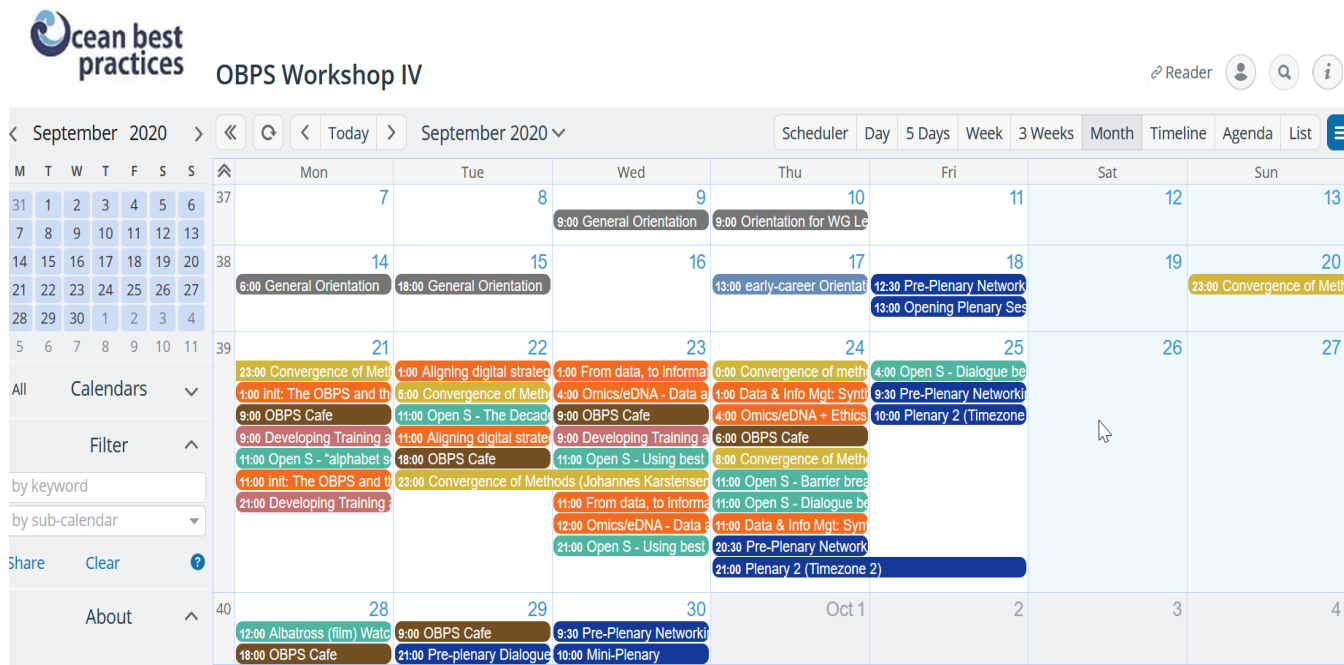 Ocean best
practices
OBPS Workshop IV
Reader
September 2020
Today
September 2020
Scheduler Day 5 Days Week 3 Weeks Month Timeline Agenda List
M T W T F S S
31 1 2 3 4 5 6
7 8 9 10 11 12 13
14 15 16 17 18 19 20
21 22 23 24 25 26 27
28 29 30 1 2 3 4
5 6 7 8 9 10 11
All Calendars
Filter
by keyword
by sub-calendar
Share Clear ?
About
Mon Tue Wed Thu Fri Sat Sun
37 7 8 9 10 11 12 13
9:00 General Orientation
9:00 Orientation for WG Le
38 14 15 16 17 18 19 20
6:00 General Orientation
18:00 General Orientation
13:00 early-career Orientat
12:30 Pre-Plenary Network
13:00 Opening Plenary Ses
23:00 Convergence of Meth
39 21 22 23 24 25 26 27
23:00 Convergence of Meth
1:00 init: The OBPS and th
9:00 OBPS Cafe
9:00 Developing Training a
11:00 Open S - “alphabet s
11:00 init: The OBPS and t
21:00 Developing Training
1:00 Aligning digital strateg
5:00 Convergence of Meth
11:00 Open S - The Decade
11:00 Aligning digital strate
18:00 OBPS Cafe
23:00 Convergence of Methods (Johannes Karstensen
1:00 From data, to informa
4:00 Omics/eDNA - Data a
9:00 OBPS Cafe
9:00 Developing Training a
11:00 Open S - Using best
11:00 From data, to informa
12:00 Omics/eDNA - Data a
21:00 Open S - Using best
0:00 Convergence of meth
1:00 Data & Info Mgt: Synt
4:00 Omics/eDNA + Ethics
6:00 OBPS Cafe
8:00 Convergence of Meth
11:00 Open S - Barrier brea
11:00 Open S - Dialogue be
11:00 Data & Info Mgt: Syn
20:30 Pre-Plenary Network
21:00 Plenary 2 (Timezone 2)
4:00 Open S - Dialogue be
9:30 Pre-Plenary Networki
10:00 Plenary 2 (Timezone
40 28 29 30 Oct 1 2 3 4
12:00 Albatross (film) Watc
18:00 OBPS Cafe
9:00 OBPS Cafe
21:00 Pre-plenary Dialogue
9:30 Pre-Plenary Networki
10:00 Mini-Plenary